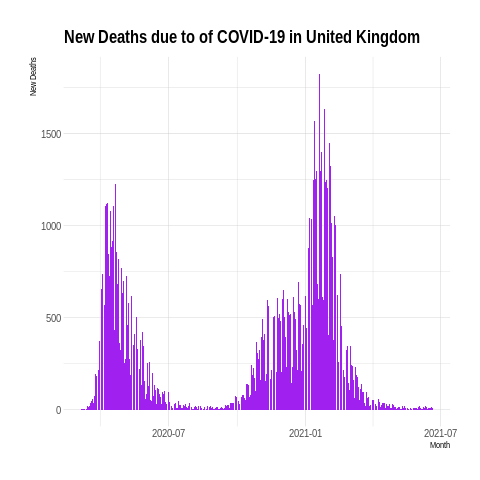 New Deaths due to of COVID-19 in United Kingdom
New Deaths
1500
1000
500
0
2020-07
2021-01
2021-07
Month